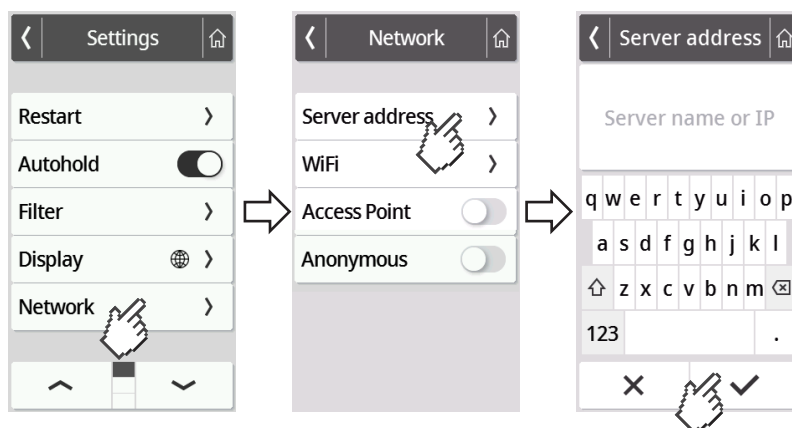 Settings
Restart
Autohold
Filter
Display
Network
Network
Server address
WiFi
Access Point
Anonymous
Server address
Server name or IP
q w e r t y u i o p
a s d f g h j k l
z x c v b n m
123 .